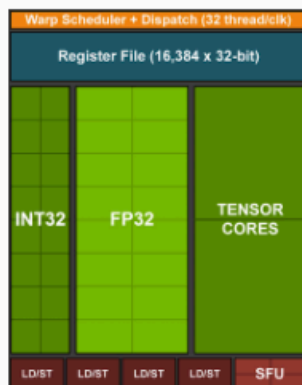 Warp Scheduler + Dispatch (32 thread/clk)
Register File (16,384 x 32-bit)
INT32
FP32
TENSOR
CORES
LD/ST
LD/ST
LD/ST
LD/ST
SFU